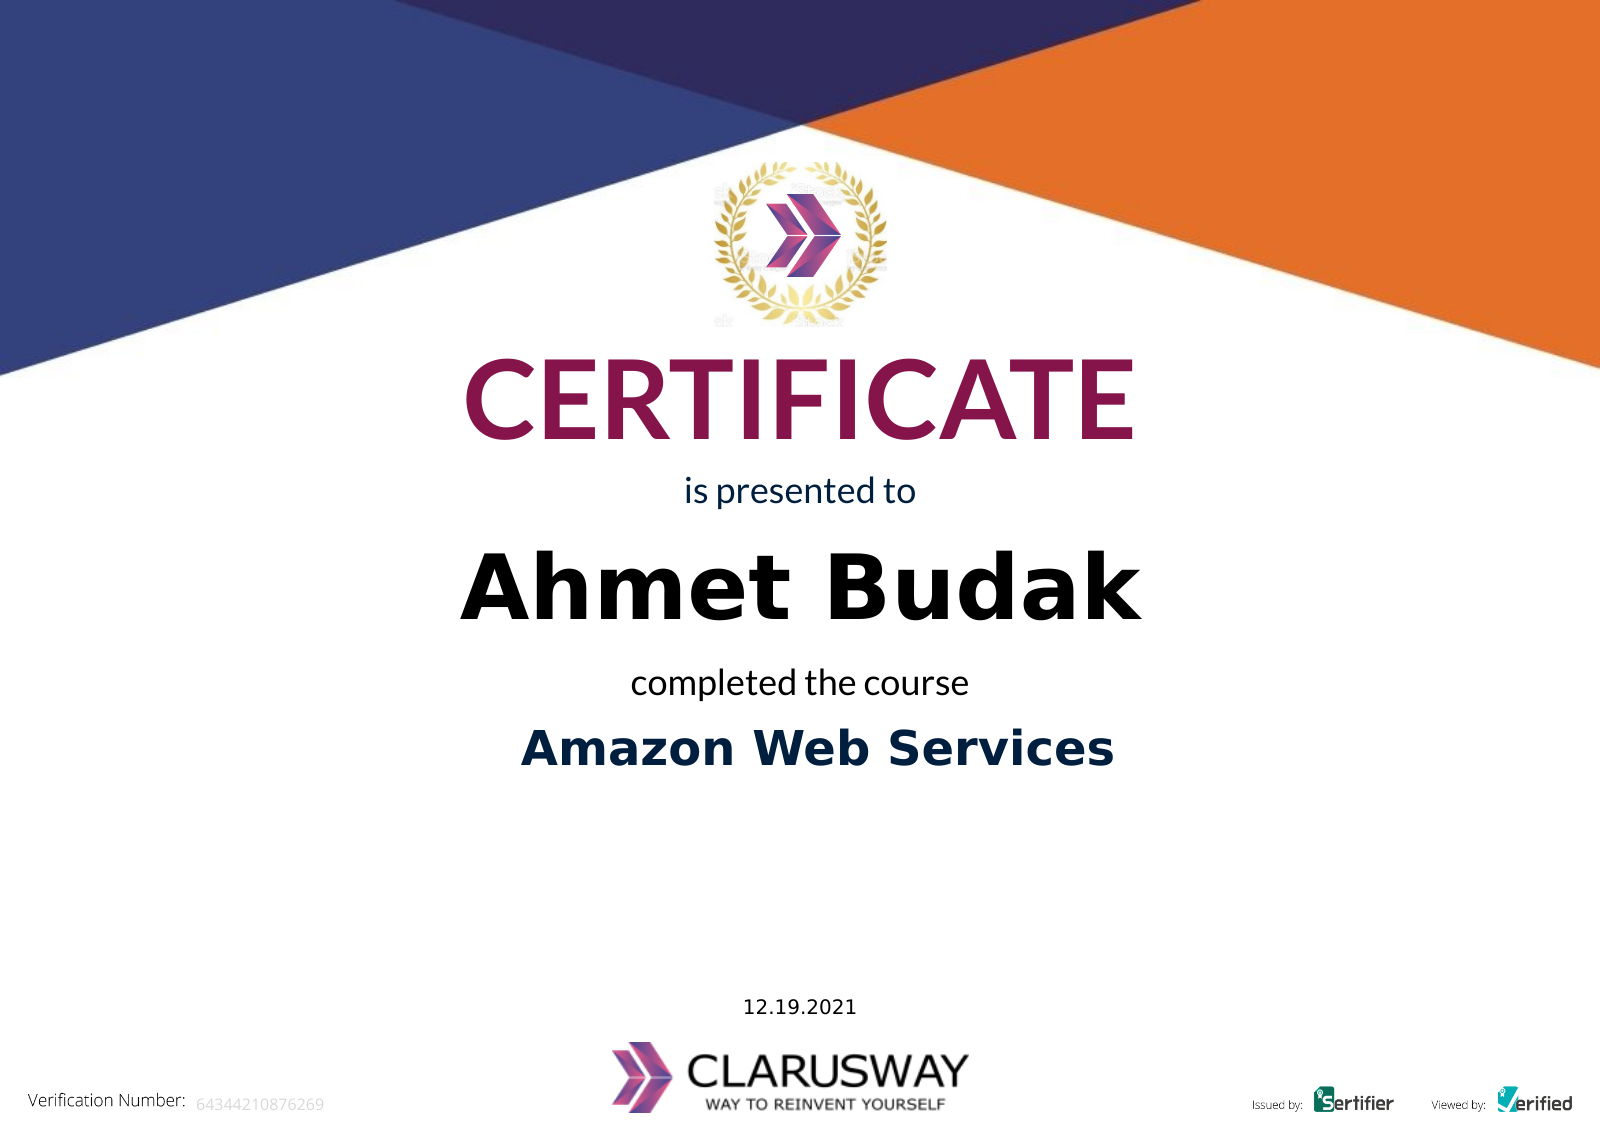 CERTIFICATE
is presented to
Ahmet Budak
completed the course
Amazon Web Services
12.19.2021
CLARUSWAY
WAY TO REINVENT YOURSELF
Verification Number: 64344210876269
Issued by: Sertifier
Viewed by: Verified